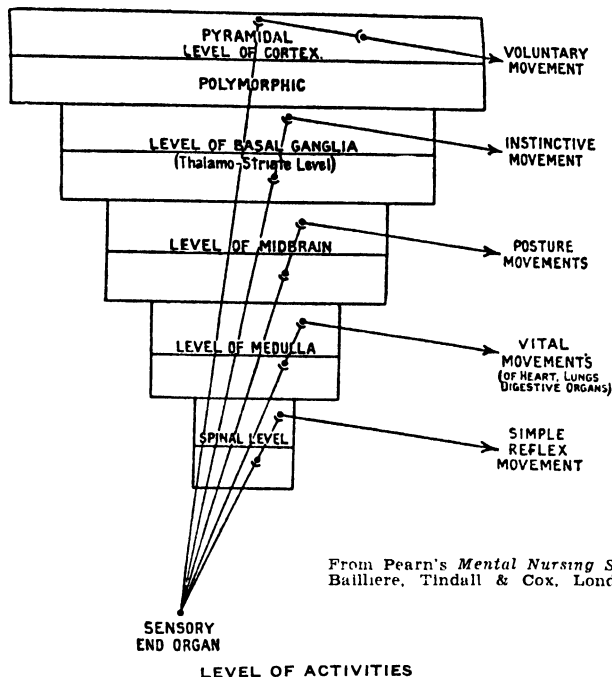 PYRAMIDAL
LEVEL OF CORTEX.
VOLUNTARY
MOVEMENT
POLYMORPHIC
LEVEL OF BASAL GANGLIA
(Thalamo-Striate Level)
INSTINCTIVE
MOVEMENT
LEVEL OF MIDBRAIN
POSTURE
MOVEMENTS
LEVEL OF MEDULLA
VITAL
MOVEMENTS
(OF HEART, LUNGS
DIGESTIVE ORGANS)
SPINAL LEVEL
SIMPLE
REFLEX
MOVEMENT
From Pearn's Mental Nursing S
Bailliere, Tindall & Cox, Lond
SENSORY
END ORGAN
LEVEL OF ACTIVITIES